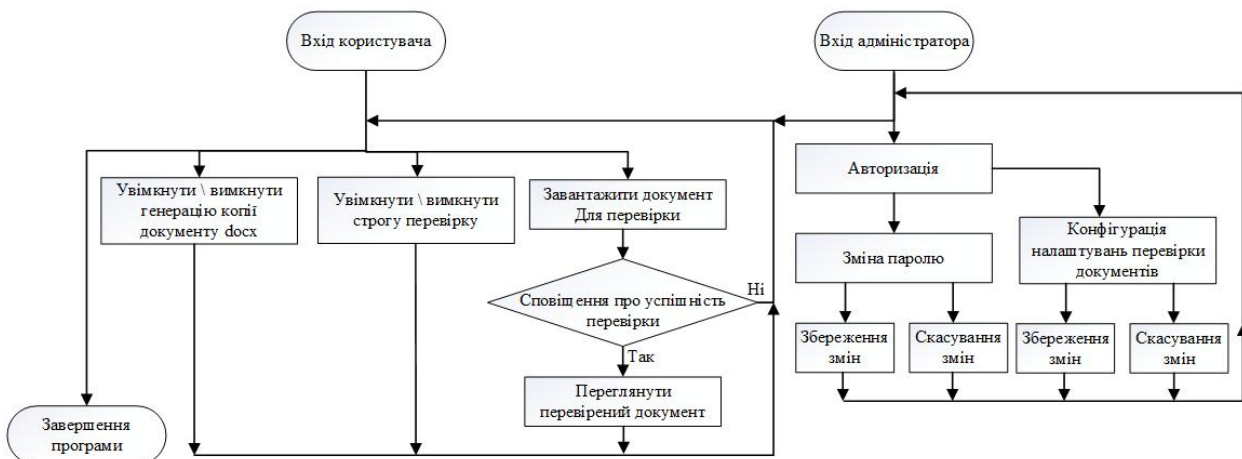 Вхід користувача
Вхід адміністратора
Увімкнути \ вимкнути
генерацію копії
документу docx
Увімкнути \ вимкнути
строгу перевірку
Завантажити документ
Для перевірки
Авторизація
Зміна паролю
Конфігурація
налаштувань перевірки
документів
Сповіщення про успішність
перевірки
Ні
Так
Збереження
змін
Скасування
змін
Збереження
змін
Скасування
змін
Переглянути
перевірений документ
Завершення
програми